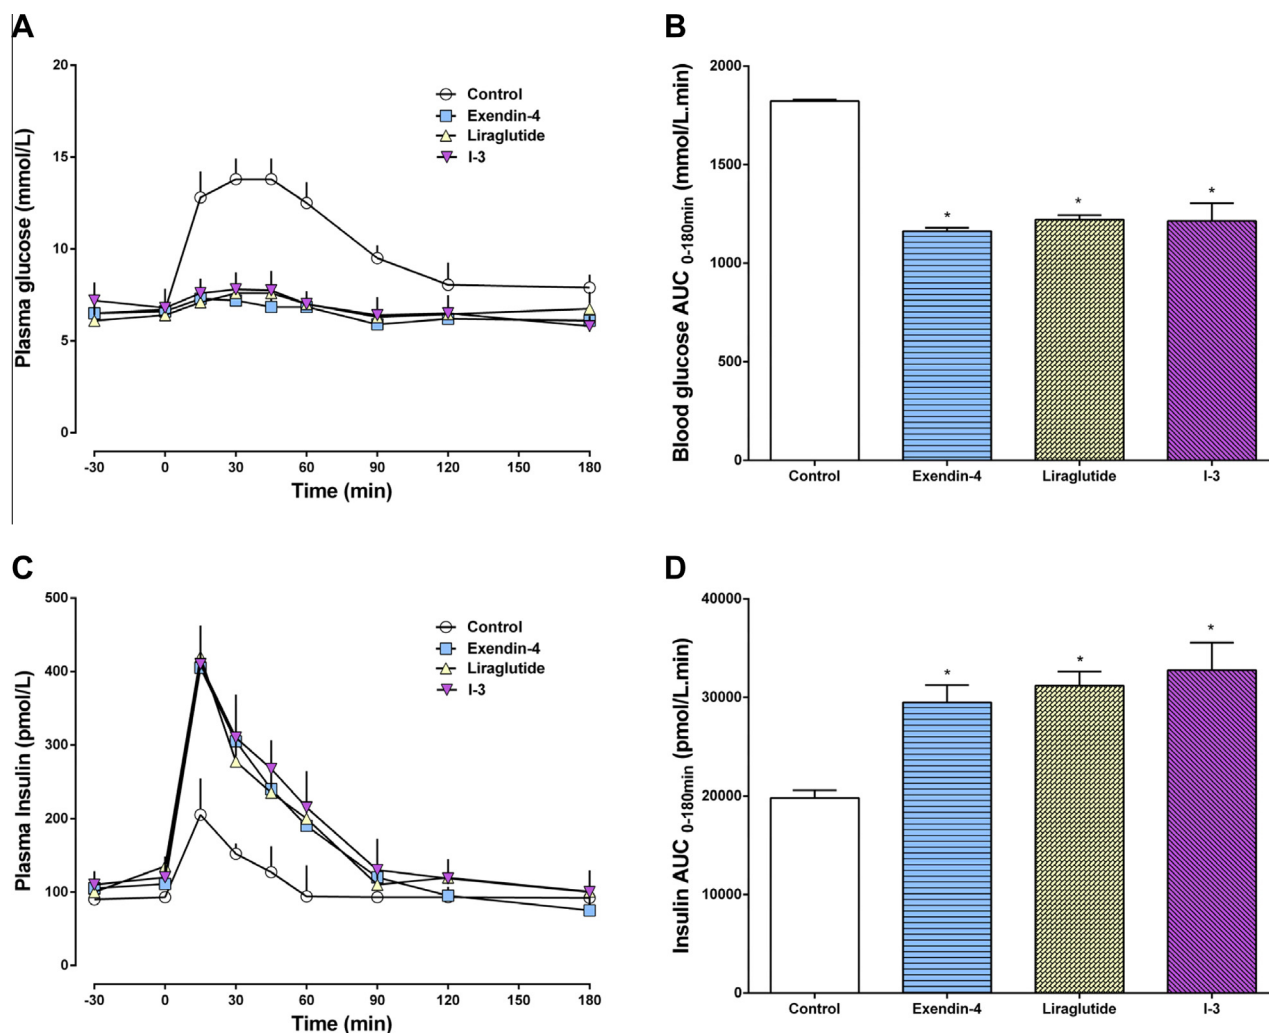 A
20
15
10
5
0
Plasma glucose (mmol/L)
Control
Exendin-4
Liraglutide
I-3
-30 0 30 60 90 120 150 180
Time (min)
B
2000
1500
1000
500
0
Blood glucose AUC 0-180min (mmol/L.min)
* * *
Control Exendin-4 Liraglutide I-3
C
500
400
300
200
100
0
Plasma Insulin (pmol/L)
Control
Exendin-4
Liraglutide
I-3
-30 0 30 60 90 120 150 180
Time (min)
D
40000
30000
20000
10000
0
Insulin AUC 0-180min (pmol/L.min)
* * *
Control Exendin-4 Liraglutide I-3